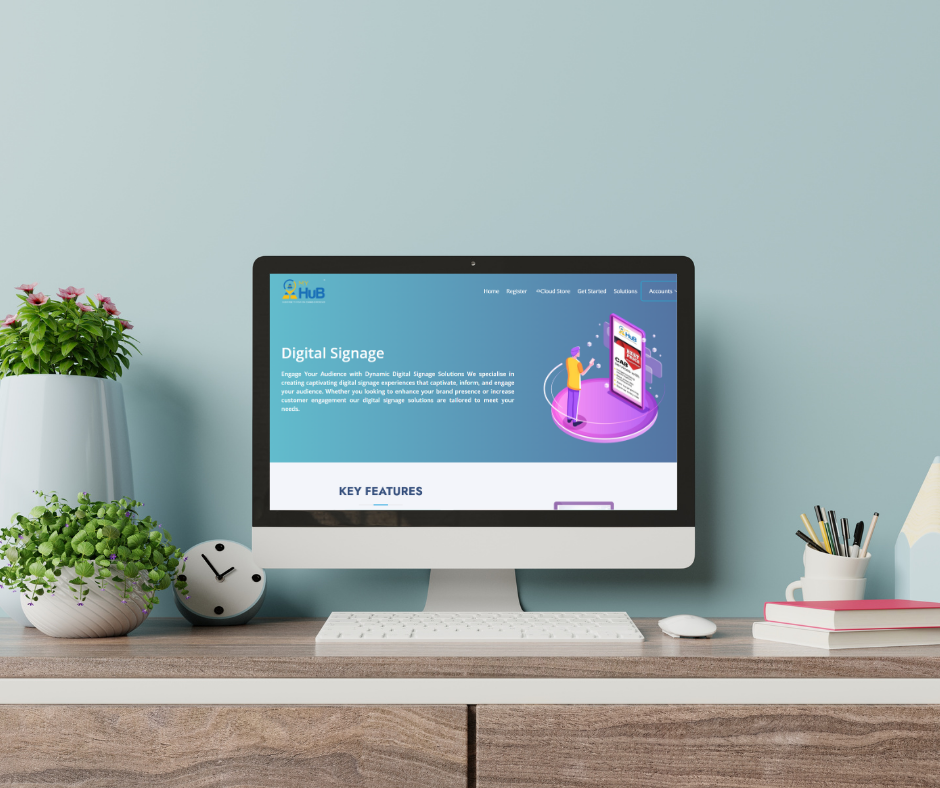 HuB
Home Register Cloud Store Get Started Solutions Accounts
Digital Signage
Engage Your Audience with Dynamic Digital Signage Solutions We specialise in
creating captivating digital signage experiences that captivate, inform, and engage
your audience. Whether you looking to enhance your brand presence or increase
customer engagement our digital signage solutions are tailored to meet your
needs.
HuB
CAR
KEY FEATURES